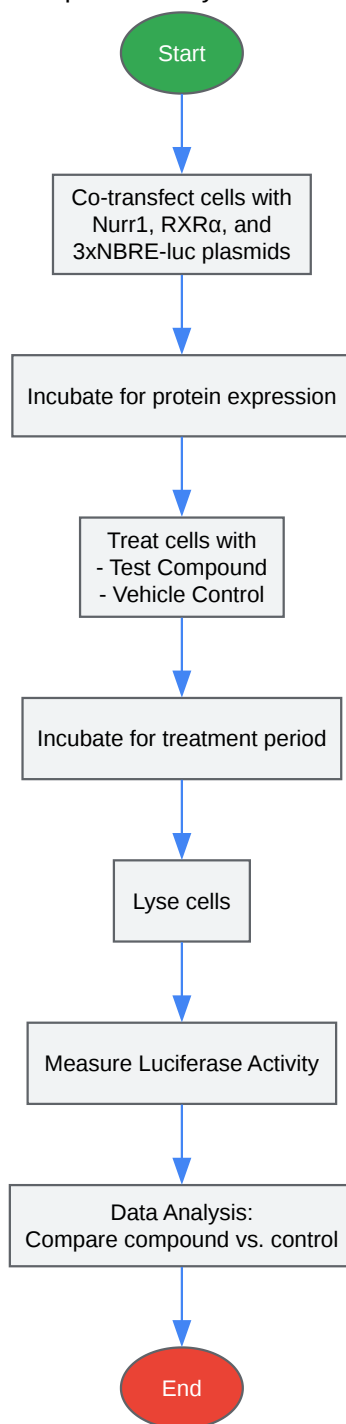 Start
Co-transfect cells with
Nurr1, RXRα, and
3xNBRE-luc plasmids
Incubate for protein expression
Treat cells with
- Test Compound
- Vehicle Control
Incubate for treatment period
Lyse cells
Measure Luciferase Activity
Data Analysis:
Compare compound vs. control
End